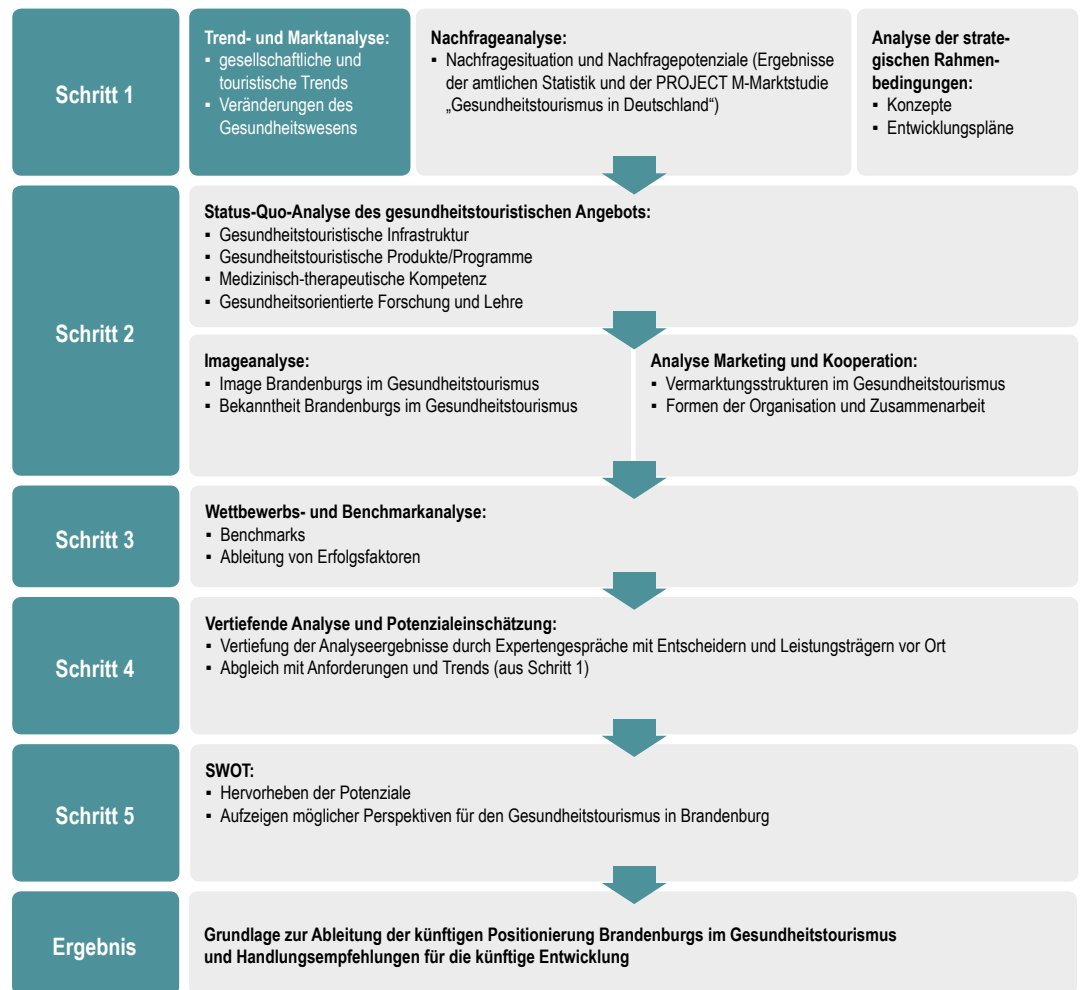 Schritt 1
Trend- und Marktanalyse:
▪ gesellschaftliche und
touristische Trends
▪ Veränderungen des
Gesundheitswesens
Nachfrageanalyse:
▪ Nachfragesituation und Nachfragepotenziale (Ergebnisse
der amtlichen Statistik und der PROJECT M-Marktstudie
„Gesundheitstourismus in Deutschland“)
Analyse der strate-
gischen Rahmen-
bedingungen:
▪ Konzepte
▪ Entwicklungspläne
Schritt 2
Status-Quo-Analyse des gesundheitstouristischen Angebots:
▪ Gesundheitstouristische Infrastruktur
▪ Gesundheitstouristische Produkte/Programme
▪ Medizinisch-therapeutische Kompetenz
▪ Gesundheitsorientierte Forschung und Lehre
Imageanalyse:
▪ Image Brandenburgs im Gesundheitstourismus
▪ Bekanntheit Brandenburgs im Gesundheitstourismus
Analyse Marketing und Kooperation:
▪ Vermarktungsstrukturen im Gesundheitstourismus
▪ Formen der Organisation und Zusammenarbeit
Schritt 3
Wettbewerbs- und Benchmarkanalyse:
▪ Benchmarks
▪ Ableitung von Erfolgsfaktoren
Schritt 4
Vertiefende Analyse und Potenzialeinschätzung:
▪ Vertiefung der Analyseergebnisse durch Expertengespräche mit Entscheidern und Leistungsträgern vor Ort
▪ Abgleich mit Anforderungen und Trends (aus Schritt 1)
Schritt 5
SWOT:
▪ Hervorheben der Potenziale
▪ Aufzeigen möglicher Perspektiven für den Gesundheitstourismus in Brandenburg
Ergebnis
Grundlage zur Ableitung der künftigen Positionierung Brandenburgs im Gesundheitstourismus
und Handlungsempfehlungen für die künftige Entwicklung